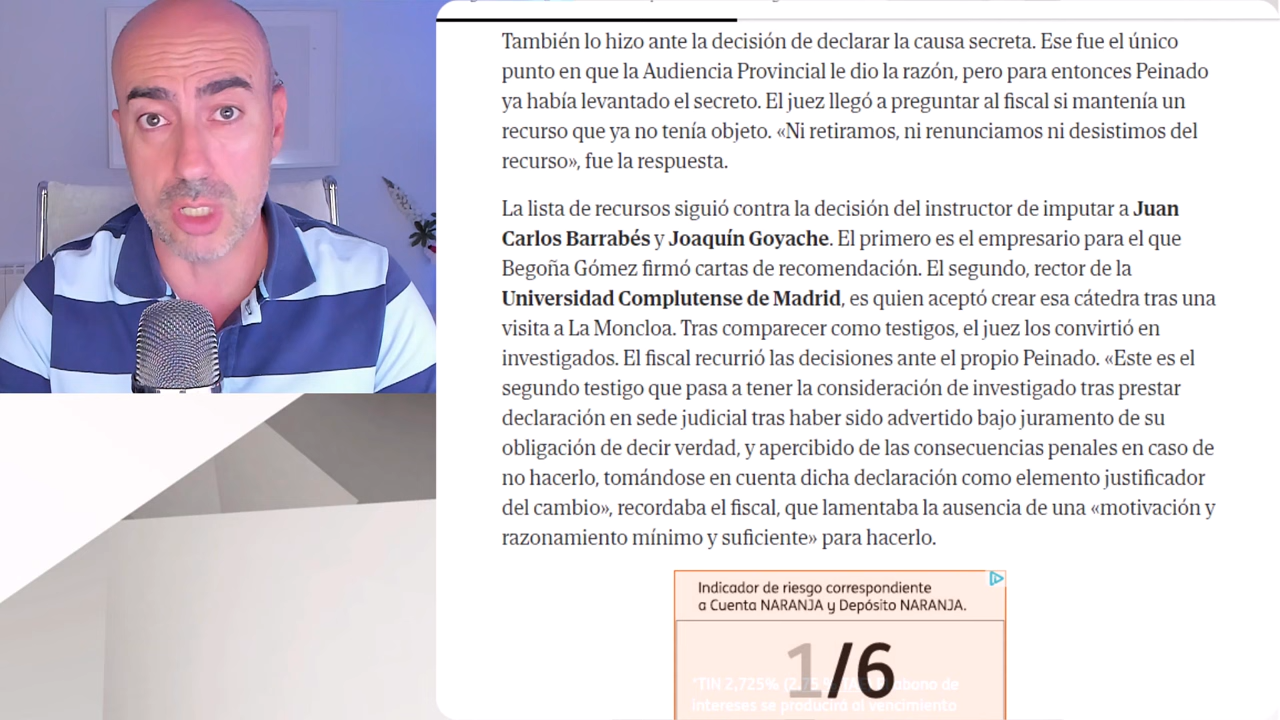 También lo hizo ante la decisión de declarar la causa secreta. Ese fue el único
punto en que la Audiencia Provincial le dio la razón, pero para entonces Peinado
ya había levantado el secreto. El juez llegó a preguntar al fiscal si mantenía un
recurso que ya no tenía objeto. «Ni retiramos, ni renunciamos ni desistimos del
recurso», fue la respuesta.
La lista de recursos siguió contra la decisión del instructor de imputar a Juan
Carlos Barrabés y Joaquín Goyache. El primero es el empresario para el que
Begoña Gómez firmó cartas de recomendación. El segundo, rector de la
Universidad Complutense de Madrid, es quien aceptó crear esa cátedra tras una
visita a La Moncloa. Tras comparecer como testigos, el juez los convirtió en
investigados. El fiscal recurrió las decisiones ante el propio Peinado. «Este es el
segundo testigo que pasa a tener la consideración de investigado tras prestar
declaración en sede judicial tras haber sido advertido bajo juramento de su
obligación de decir verdad, y apercibido de las consecuencias penales en caso de
no hacerlo, tomándose en cuenta dicha declaración como elemento justificador
del cambio», recordaba el fiscal, que lamentaba la ausencia de una «motivación y
razonamiento mínimo y suficiente» para hacerlo.
Indicador de riesgo correspondiente
a Cuenta NARANJA y Depósito NARANJA.
1/6
*TIN 2,725% abono de
intereses se producirá al vencimiento